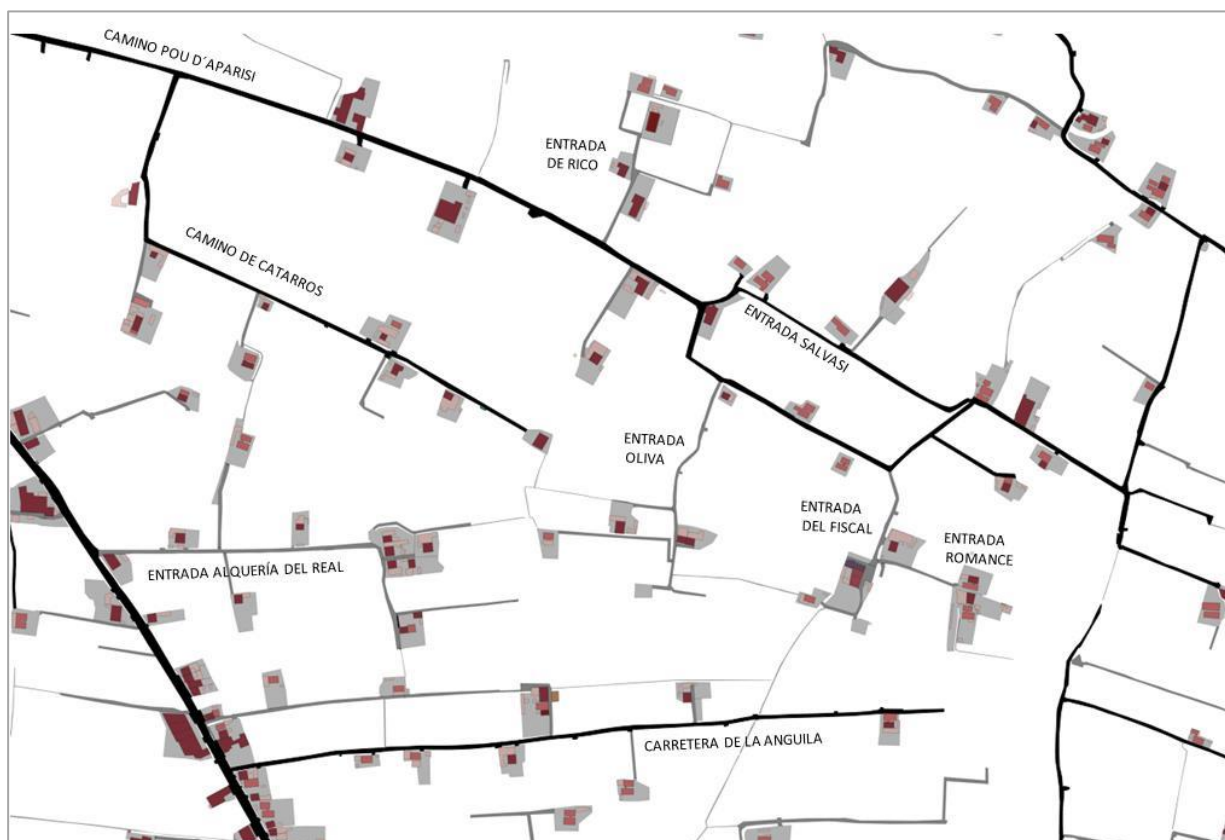 CAMINO POU D´APARISI
ENTRADA
DE RICO
CAMINO DE CATARROS
ENTRADA SALVASI
ENTRADA
OLIVA
ENTRADA
DEL FISCAL
ENTRADA
ROMANCE
ENTRADA ALQUERÍA DEL REAL
CARRETERA DE LA ANGUILA